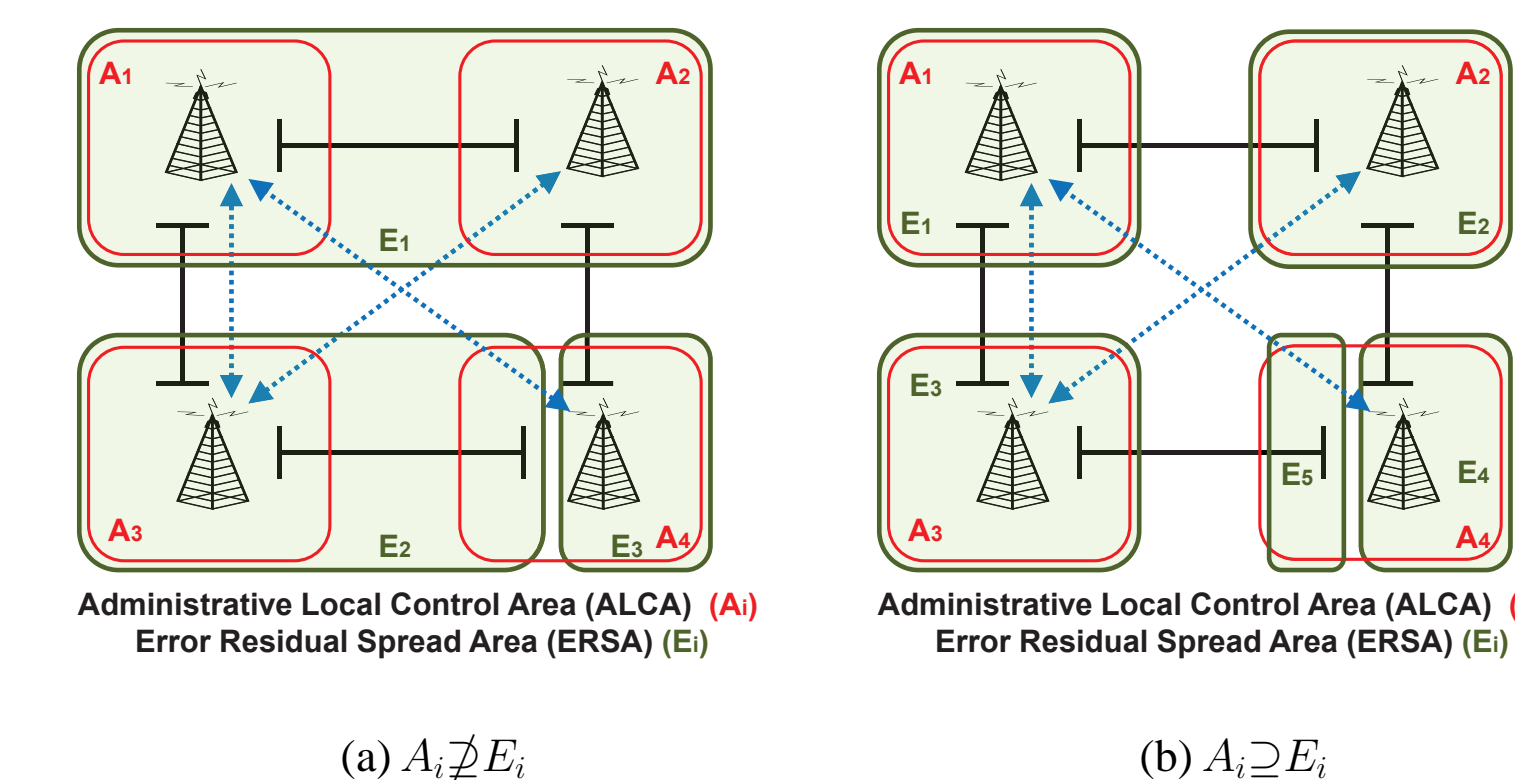 A1
A2
E1
A3
E2
E3
A4
Administrative Local Control Area (ALCA) (Ai)
Error Residual Spread Area (ERSA) (Ei)
(a) Ai⊉Ei
A1
A2
E1
E2
E3
E5
E4
A3
A4
Administrative Local Control Area (ALCA) (
Error Residual Spread Area (ERSA) (Ei)
(b) Ai⊇Ei